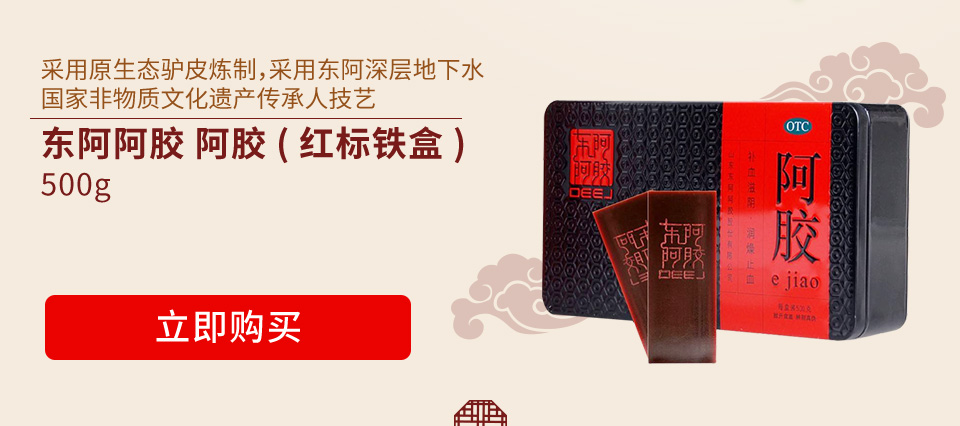 采用原生态驴皮炼制，采用东阿深层地下水
国家非物质文化遗产传承人技艺
东阿阿胶 阿胶 ( 红标铁盒 )
500g
立即购买
东阿
阿胶
DEEJ
OTC
阿胶
e jiao
补血滋阴·润燥止血
东阿
阿胶
DEEJ